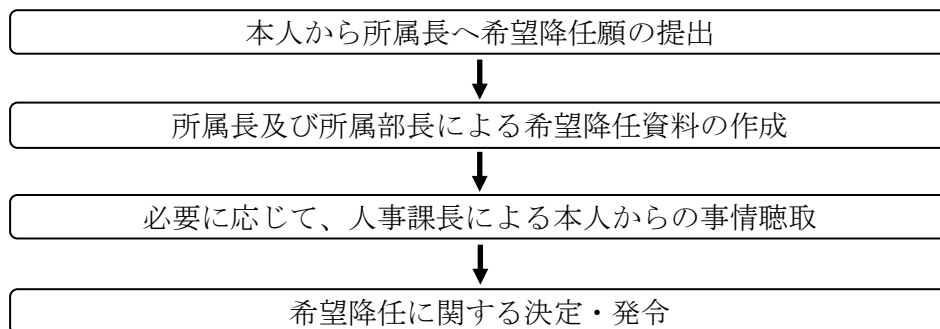 本人から所属長へ希望降任願の提出
所属長及び所属部長による希望降任資料の作成
必要に応じて、人事課長による本人からの事情聴取
希望降任に関する決定・発令